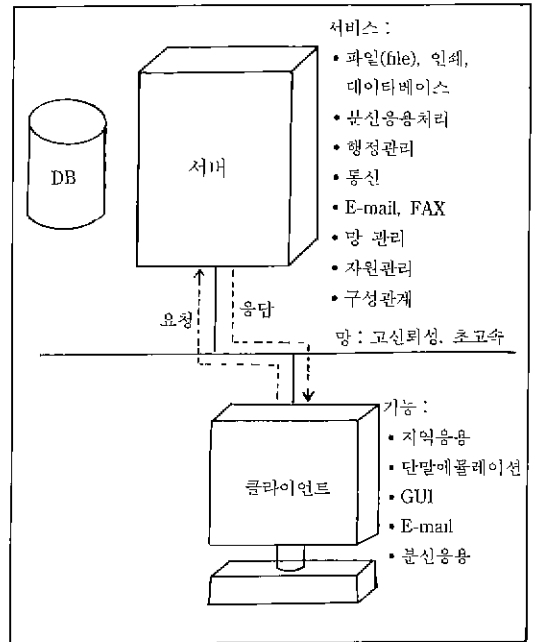 서비스 :
• 파일(file), 인쇄,
데이타베이스
• 분신응용처리
• 행정관리
• 통신
• E-mail, FAX
• 망 관리
• 자원관리
• 구성관계
DB
서버
요청
응답
망 : 고신뢰성, 초고속
기능 :
• 지역응용
• 단말에뮬레이션
• GUI
• E-mail
• 분신응용
클라이언트